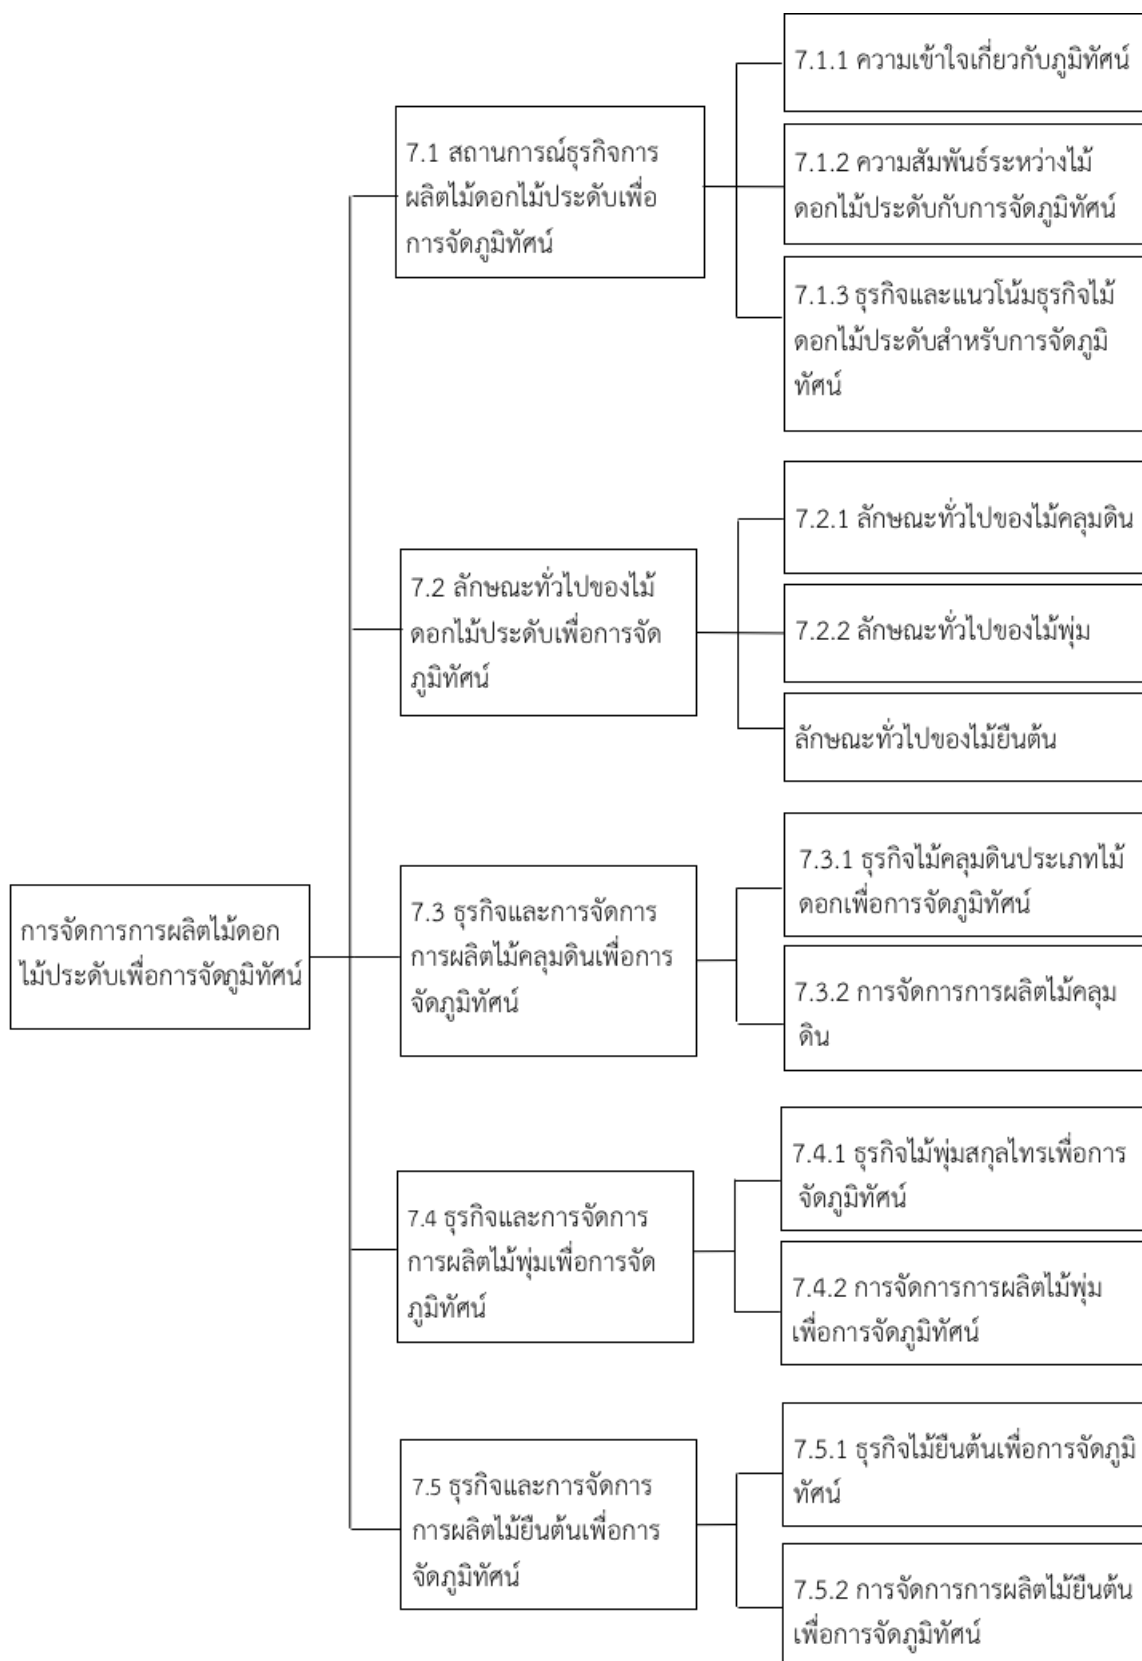 การจัดการการผลิตไม้ดอก
ไม้ประดับเพื่อการจัดภูมิทัศน์
7.1 สถานการณ์ธุรกิจการ
ผลิตไม้ดอกไม้ประดับเพื่อ
การจัดภูมิทัศน์
7.1.1 ความเข้าใจเกี่ยวกับภูมิทัศน์
7.1.2 ความสัมพันธ์ระหว่างไม้
ดอกไม้ประดับกับการจัดภูมิทัศน์
7.1.3 ธุรกิจและแนวโน้มธุรกิจไม้
ดอกไม้ประดับสำหรับการจัดภูมิ
ทัศน์
7.2 ลักษณะทั่วไปของไม้
ดอกไม้ประดับเพื่อการจัด
ภูมิทัศน์
7.2.1 ลักษณะทั่วไปของไม้คลุมดิน
7.2.2 ลักษณะทั่วไปของไม้พุ่ม
ลักษณะทั่วไปของไม้ยืนต้น
7.3 ธุรกิจและการจัดการ
การผลิตไม้คลุมดินเพื่อการ
จัดภูมิทัศน์
7.3.1 ธุรกิจไม้คลุมดินประเภทไม้
ดอกเพื่อการจัดภูมิทัศน์
7.3.2 การจัดการการผลิตไม้คลุม
ดิน
7.4 ธุรกิจและการจัดการ
การผลิตไม้พุ่มเพื่อการจัด
ภูมิทัศน์
7.4.1 ธุรกิจไม้พุ่มสกุลไทรเพื่อการ
จัดภูมิทัศน์
7.4.2 การจัดการการผลิตไม้พุ่ม
เพื่อการจัดภูมิทัศน์
7.5 ธุรกิจและการจัดการ
การผลิตไม้ยืนต้นเพื่อการ
จัดภูมิทัศน์
7.5.1 ธุรกิจไม้ยืนต้นเพื่อการจัดภูมิ
ทัศน์
7.5.2 การจัดการการผลิตไม้ยืนต้น
เพื่อการจัดภูมิทัศน์